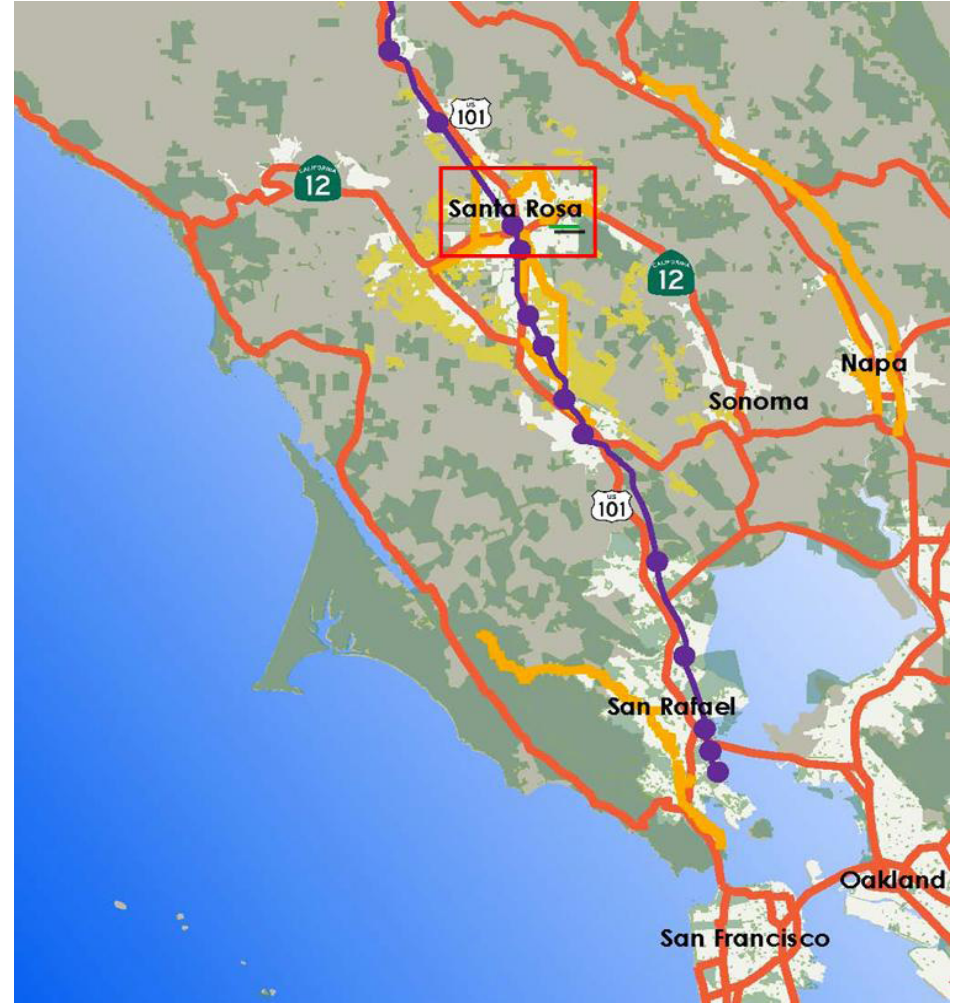 US
101
CALIFORNIA
12
Santa Rosa
CALIFORNIA
12
Napa
Sonoma
US
101
San Rafael
Oakland
San Francisco